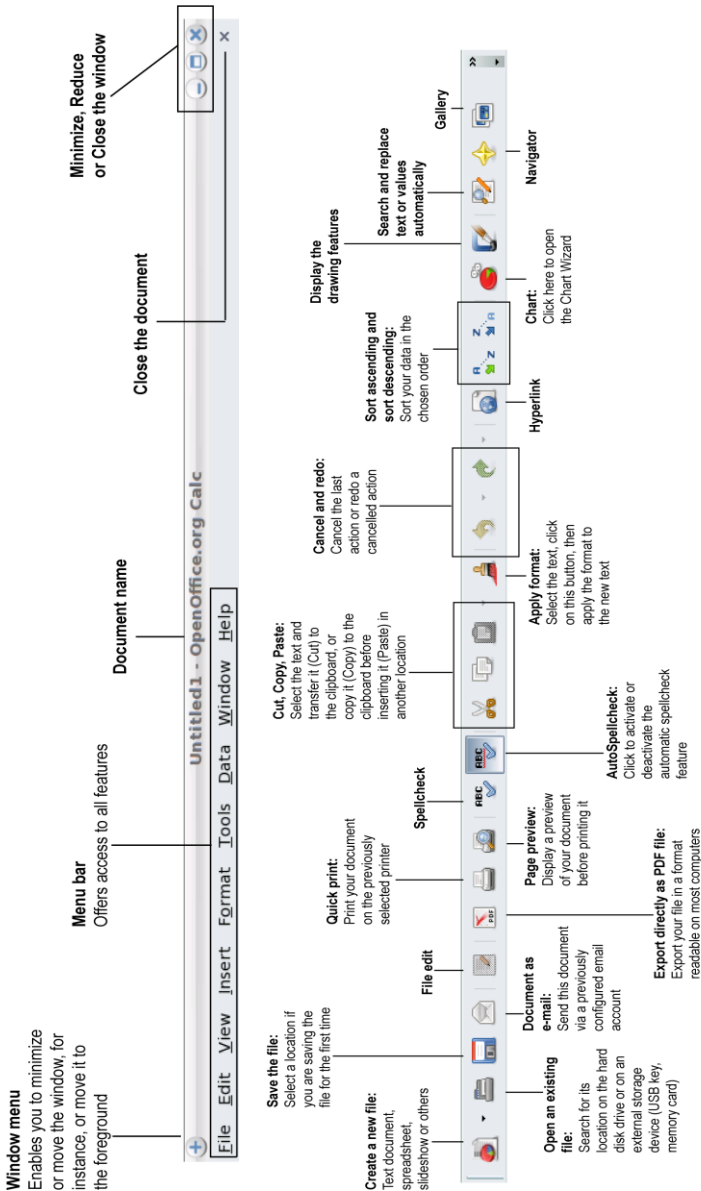 Window menu
Enables you to minimize
or move the window, for
instance, or move it to
the foreground
Menu bar
Offers access to all features
Document name
Close the document
Minimize, Reduce
or Close the window
Untitled1 - OpenOffice.org Calc
File Edit View Insert Format Tools Data Window Help
Create a new file:
Text document,
spreadsheet,
slideshow or others
Save the file:
Select a location if
you are saving the
file for the first time
File edit
Quick print:
Print your document
on the previously
selected printer
Spellcheck
Cut, Copy, Paste:
Select the text and
transfer it (Cut) to
the clipboard, or
copy it (Copy) to the
clipboard before
inserting it (Paste) in
another location
Cancel and redo:
Cancel the last
action or redo a
cancelled action
Sort ascending and
sort descending:
Sort your data in the
chosen order
Display the
drawing features
Search and replace
text or values
automatically
Gallery
PDF
ABC
ABC
A
Z
Z
A
Open an existing
file:
Search for its
location on the hard
disk drive or on an
external storage
device (USB key,
memory card)
Document as
e-mail:
Send this document
via a previously
configured email
account
Export directly as PDF file:
Export your file in a format
readable on most computers
Page preview:
Display a preview
of your document
before printing it
AutoSpellcheck:
Click to activate or
deactivate the
automatic spellcheck
feature
Apply format:
Select the text, click
on this button, then
apply the format to
the new text
Hyperlink
Chart:
Click here to open
the Chart Wizard
Navigator